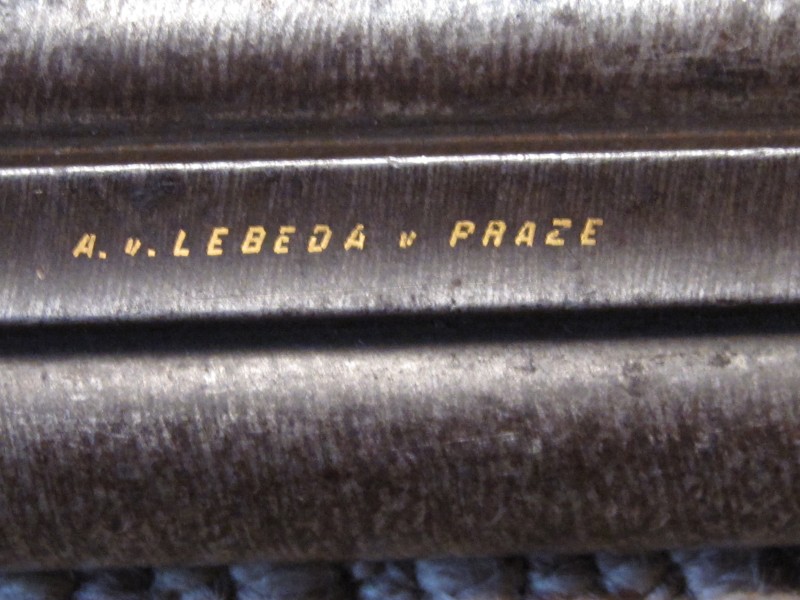 A. v. LEBEDA v PRAZE